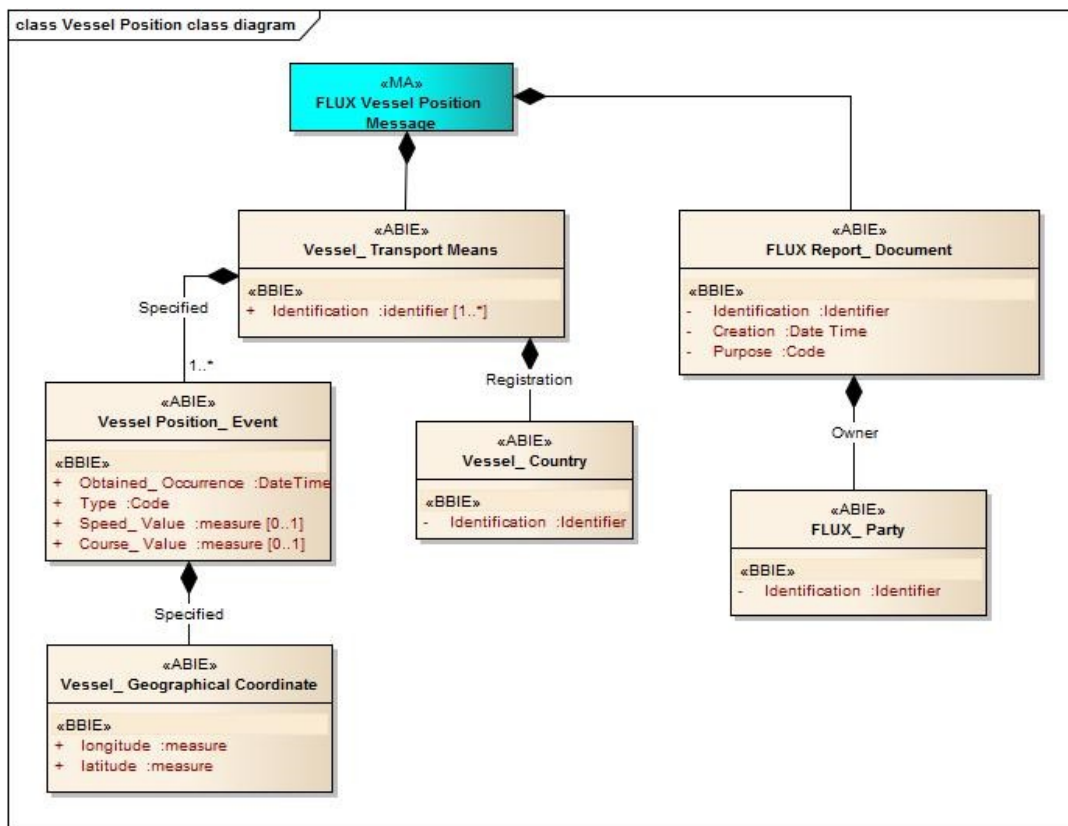 class Vessel Position class diagram
«MA»
FLUX Vessel Position
Message
«ABIE»
Vessel_ Transport Means
«BBIE»
+ Identification :identifier [1..*]
«ABIE»
FLUX Report_ Document
«BBIE»
- Identification :Identifier
- Creation :Date Time
- Purpose :Code
Specified
1..*
Registration
Owner
«ABIE»
Vessel Position_ Event
«BBIE»
+ Obtained_ Occurrence :DateTime
+ Type :Code
+ Speed_ Value :measure [0..1]
+ Course_ Value :measure [0..1]
«ABIE»
Vessel_ Country
«BBIE»
- Identification :Identifier
«ABIE»
FLUX_ Party
«BBIE»
- Identification :Identifier
Specified
«ABIE»
Vessel_ Geographical Coordinate
«BBIE»
+ longitude :measure
+ latitude :measure